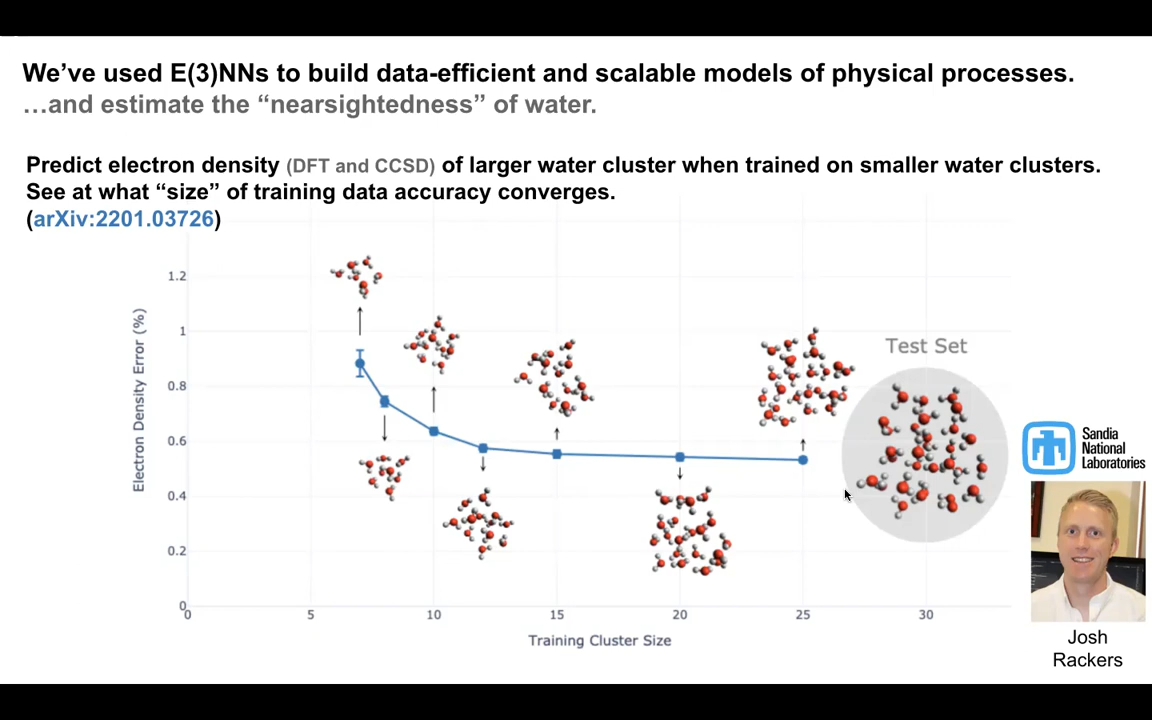 We’ve used E(3)NNs to build data-efficient and scalable models of physical processes.
…and estimate the “nearsightedness” of water.
Predict electron density (DFT and CCSD) of larger water cluster when trained on smaller water clusters.
See at what “size” of training data accuracy converges.
(arXiv:2201.03726)
1.2
1
0.8
0.6
0.4
0.2
0
Electron Density Error (%)
0
5
10
15
20
25
30
Training Cluster Size
Test Set
Sandia
National
Laboratories
Josh
Rackers